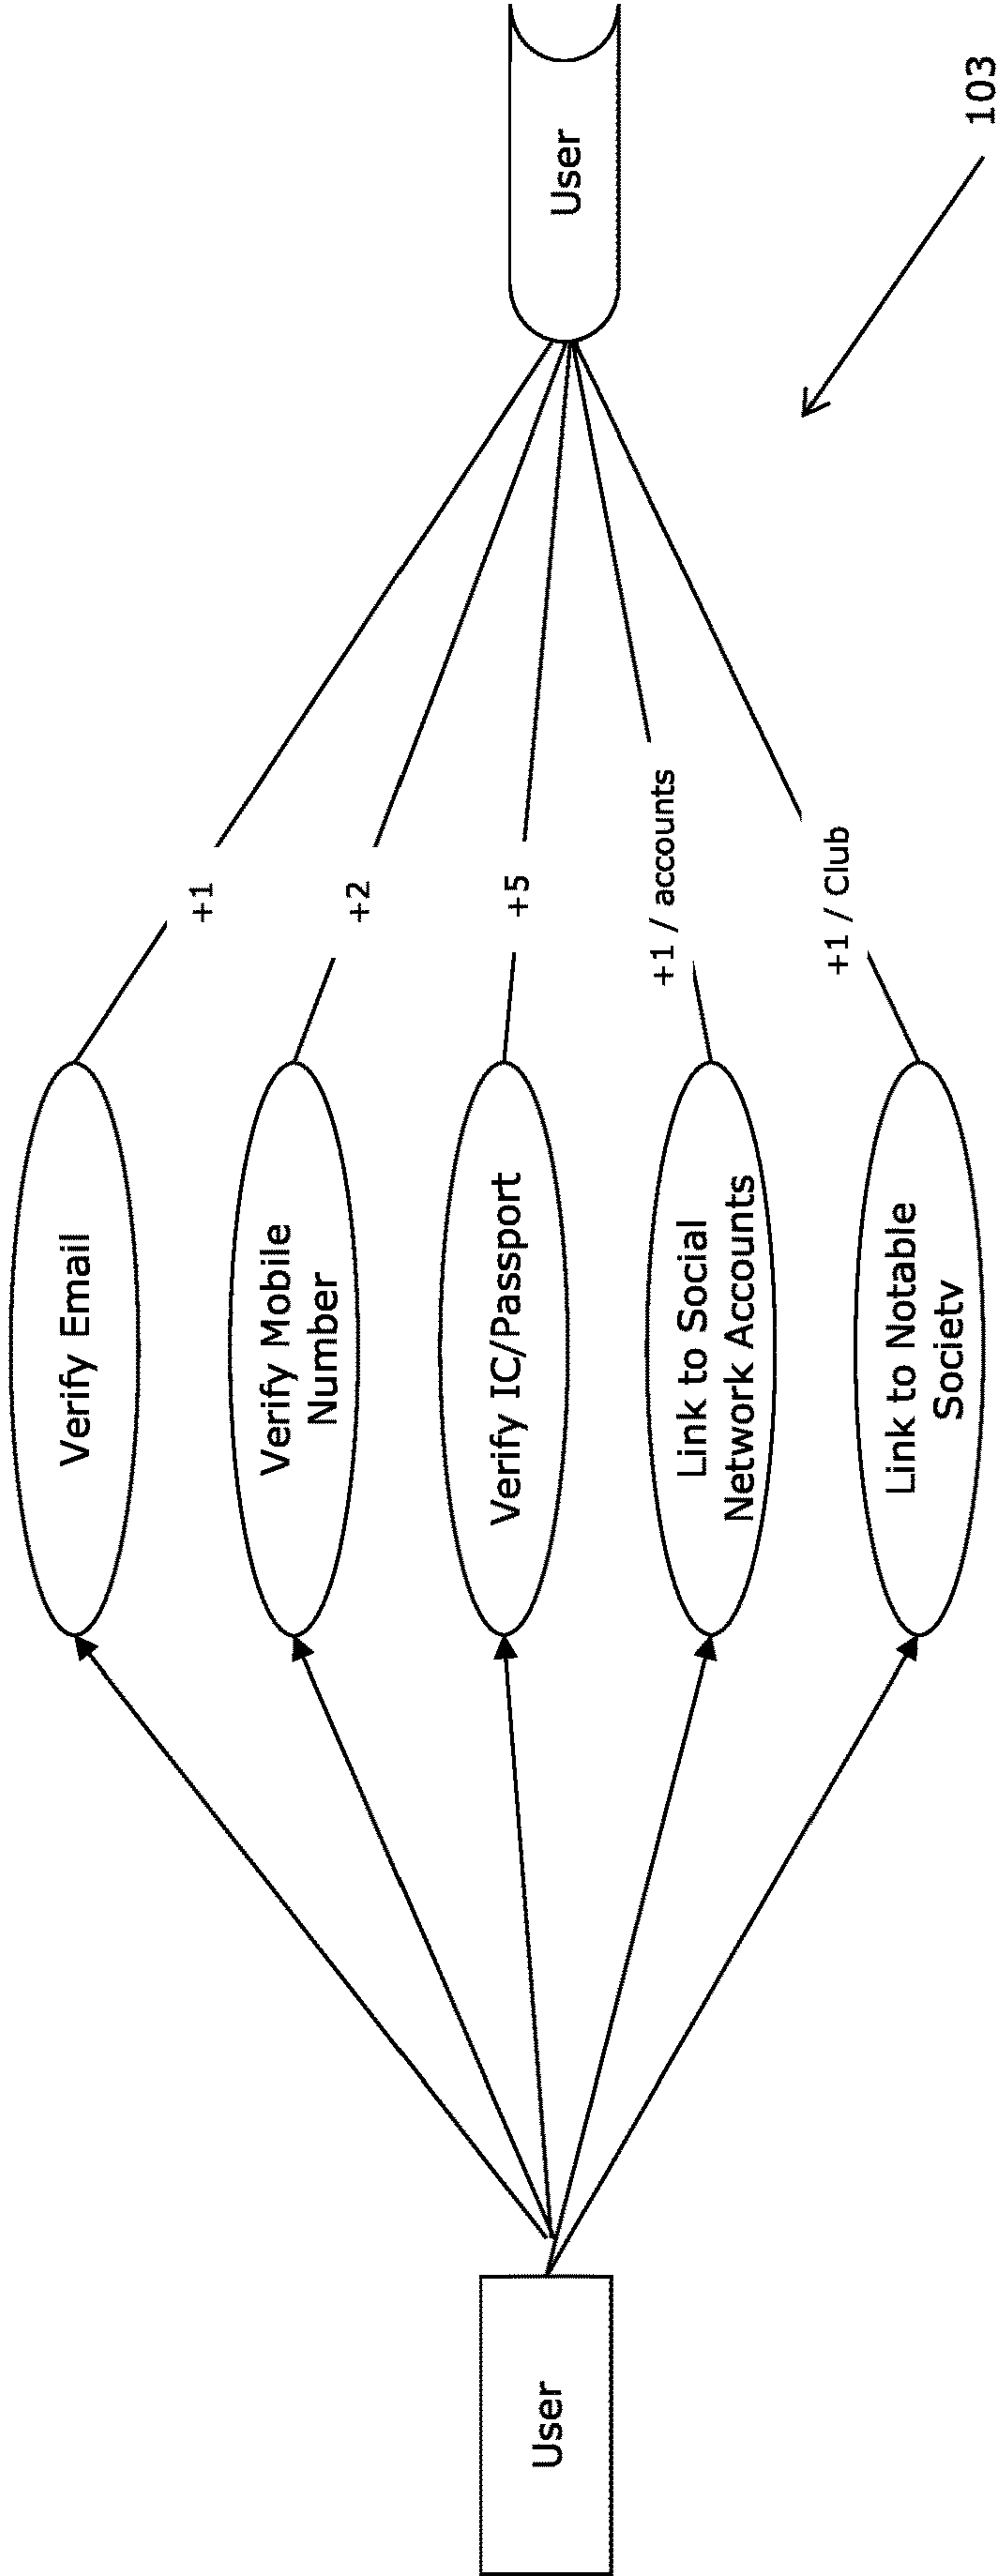 User
Verify Email
Verify Mobile
Number
Verify IC/Passport
Link to Social
Network Accounts
Link to Notable
Societv
+1
+2
+5
+1 / accounts
+1 / Club
User
103